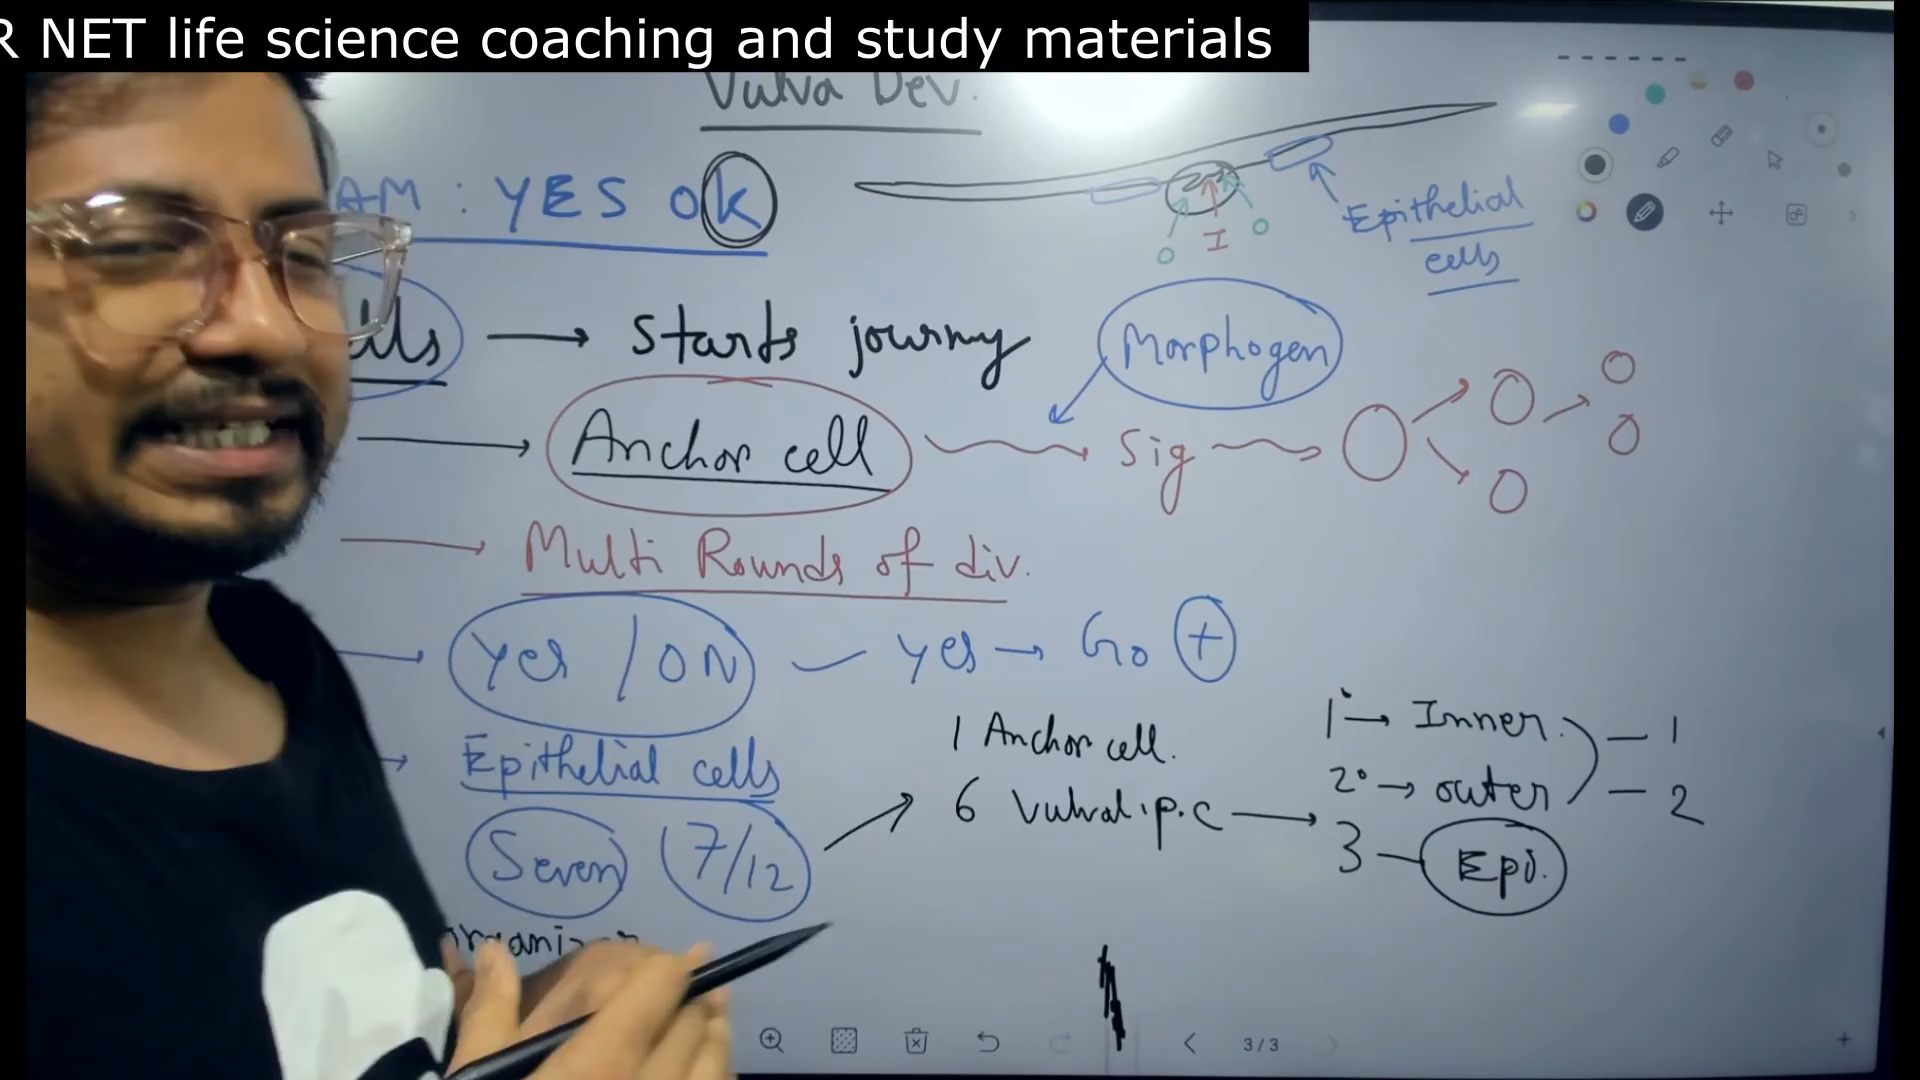 R NET life science coaching and study materials
Vulva Dev.
AM : YES Ok
Epithelial
cells
O I O
lls → Starts journy
Morphogen
→ Anchor cell
Sig
→ Multi Rounds of div.
→ Yes / ON — Yes → Go +
1° → Inner. — 1
1 Anchor cell.
→ Epithelial cells
2° → outer — 2
6 Vulval.p.c →
3 — Epi.
Seven (7/12)
organizer
3/3